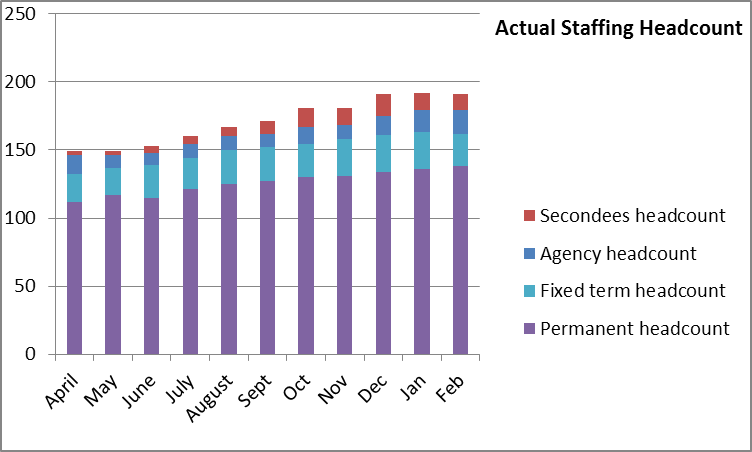 Actual Staffing Headcount
250
200
150
100
50
0
April
May
June
July
August
Sept
Oct
Nov
Dec
Jan
Feb
Secondees headcount
Agency headcount
Fixed term headcount
Permanent headcount